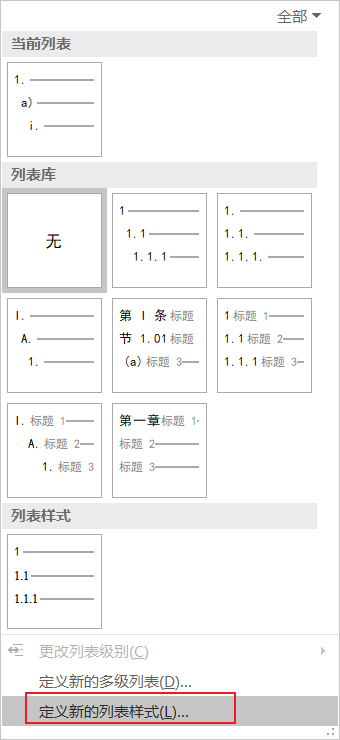 全部
当前列表
1.
a)
i.
列表库
无
1
1.1
1.1.1
1.
1.1.
1.1.1.
I.
A.
1.
第 I 条 标题
节 1.01 标题
(a) 标题 3
1 标题 1
1.1 标题 2
1.1.1 标题 3
I. 标题 1
A. 标题 2
1. 标题 3
第一章 标题 1
标题 2
标题 3
列表样式
1
1.1
1.1.1
更改列表级别(C)
定义新的多级列表(D)...
定义新的列表样式(L)...